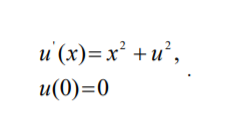 u'(x)=x² +u²,
u(0)=0
.